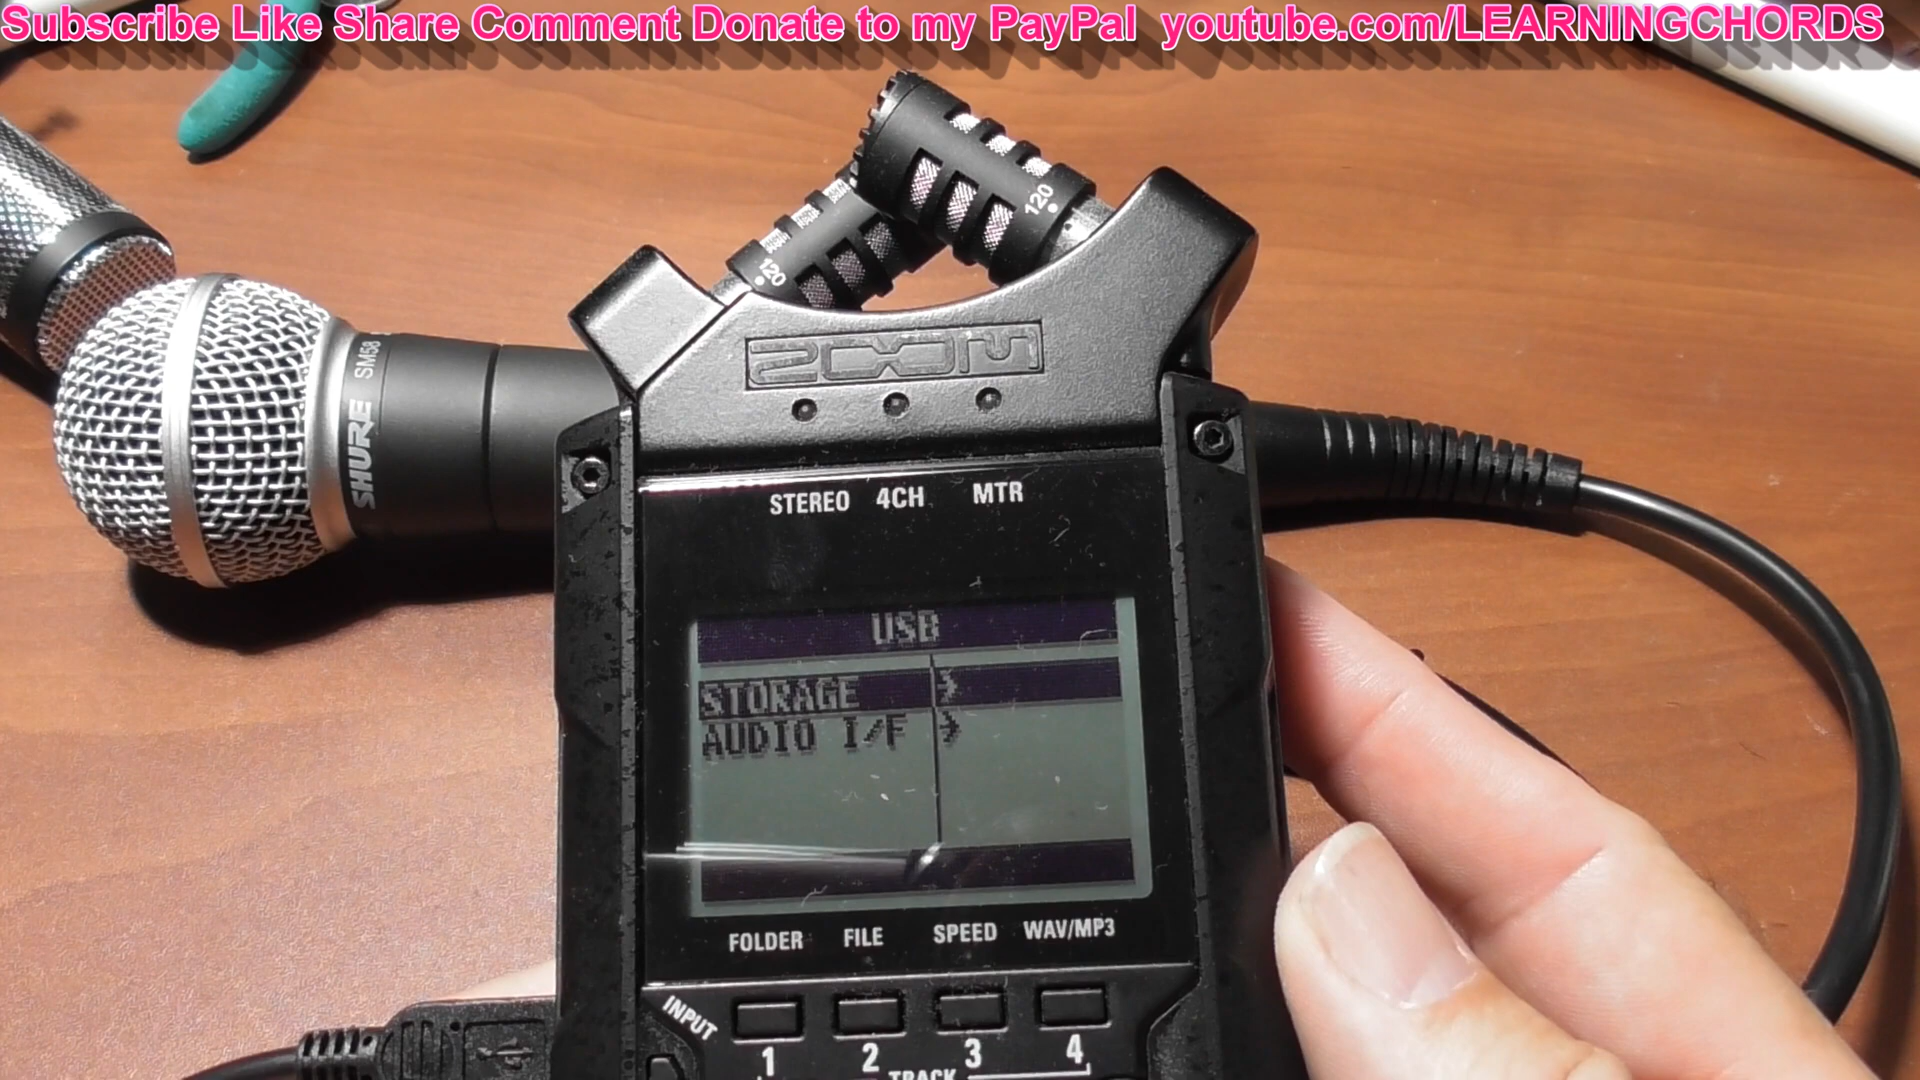 Subscribe Like Share Comment Donate to my PayPal youtube.com/LEARNINGCHORDS
120
120
ZOOM
SHURE SM58
STEREO 4CH MTR
USB
STORAGE
AUDIO I/F
FOLDER FILE SPEED WAV/MP3
INPUT
1 2 3 4
TRACK